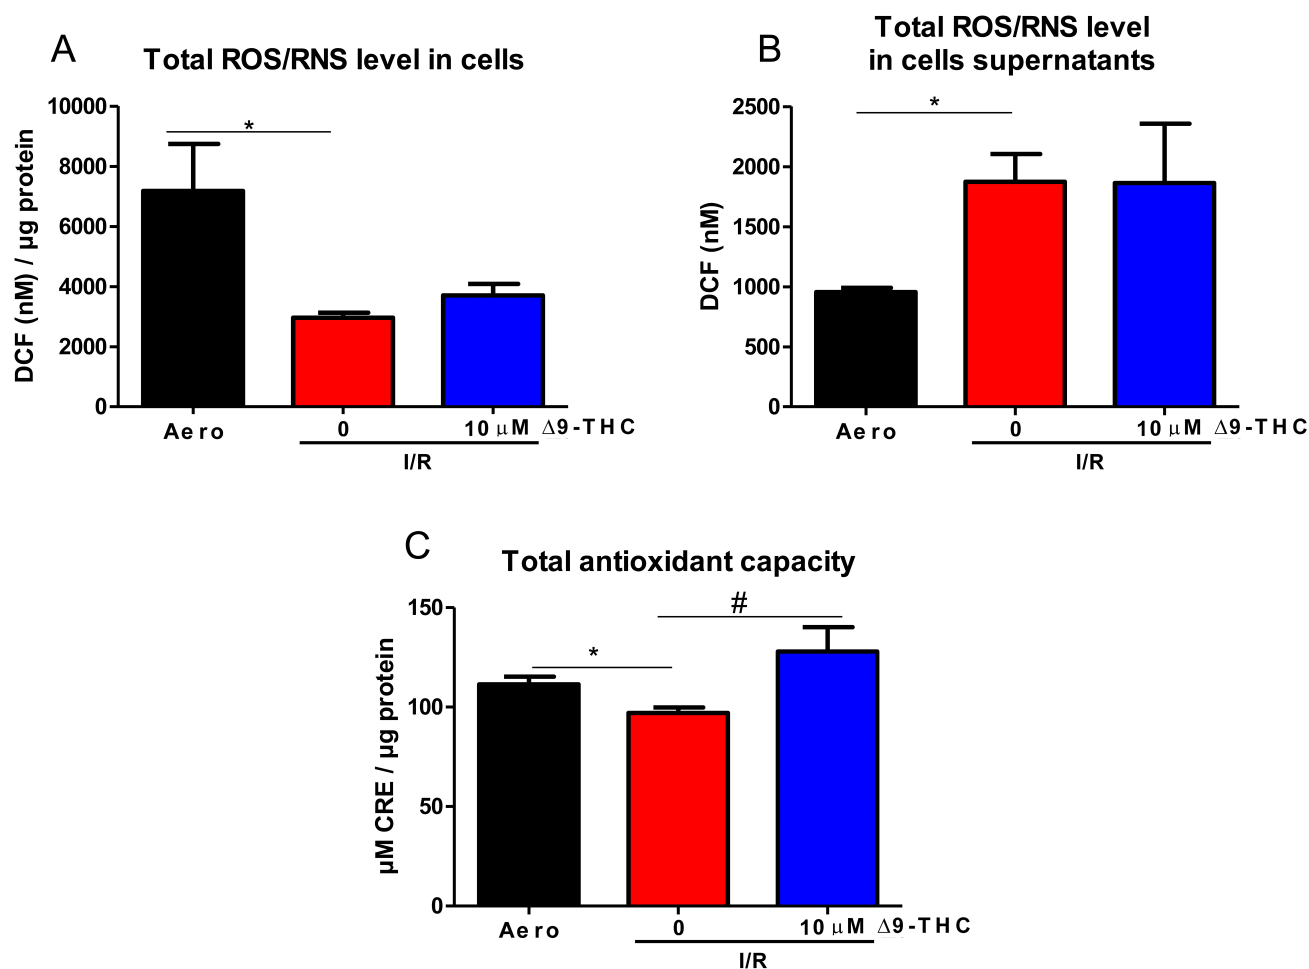 A
Total ROS/RNS level in cells
DCF (nM) / µg protein
10000
8000
6000
4000
2000
0
*
Aero
0
10 µM Δ9-THC
I/R
B
Total ROS/RNS level
in cells supernatants
DCF (nM)
2500
2000
1500
1000
500
0
*
Aero
0
10 µM Δ9-THC
I/R
C
Total antioxidant capacity
µM CRE / µg protein
150
100
50
0
*
#
Aero
0
10 µM Δ9-THC
I/R